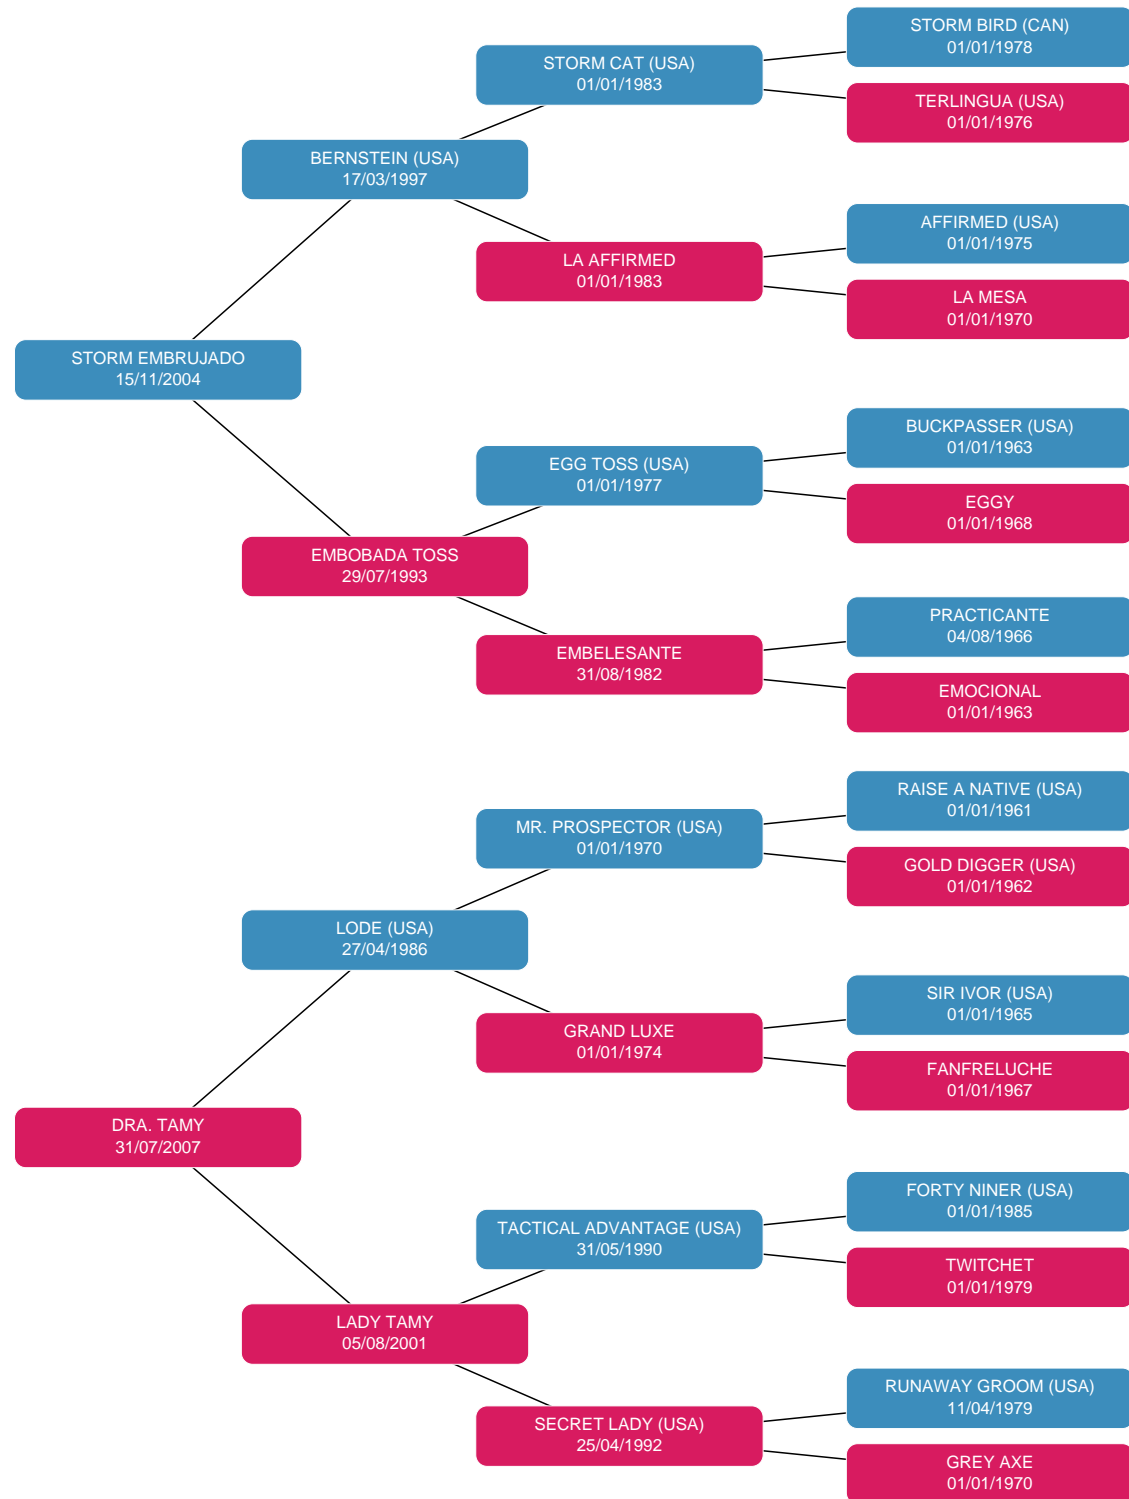 STORM BIRD (CAN)
01/01/1978
STORM CAT (USA)
01/01/1983
TERLINGUA (USA)
01/01/1976
BERNSTEIN (USA)
17/03/1997
AFFIRMED (USA)
01/01/1975
LA AFFIRMED
01/01/1983
LA MESA
01/01/1970
STORM EMBRUJADO
15/11/2004
BUCKPASSER (USA)
01/01/1963
EGG TOSS (USA)
01/01/1977
EGGY
01/01/1968
EMBOBADA TOSS
29/07/1993
PRACTICANTE
04/08/1966
EMBELESANTE
31/08/1982
EMOCIONAL
01/01/1963
RAISE A NATIVE (USA)
01/01/1961
MR. PROSPECTOR (USA)
01/01/1970
GOLD DIGGER (USA)
01/01/1962
LODE (USA)
27/04/1986
SIR IVOR (USA)
01/01/1965
GRAND LUXE
01/01/1974
FANFRELUCHE
01/01/1967
DRA. TAMY
31/07/2007
FORTY NINER (USA)
01/01/1985
TACTICAL ADVANTAGE (USA)
31/05/1990
TWITCHET
01/01/1979
LADY TAMY
05/08/2001
RUNAWAY GROOM (USA)
11/04/1979
SECRET LADY (USA)
25/04/1992
GREY AXE
01/01/1970